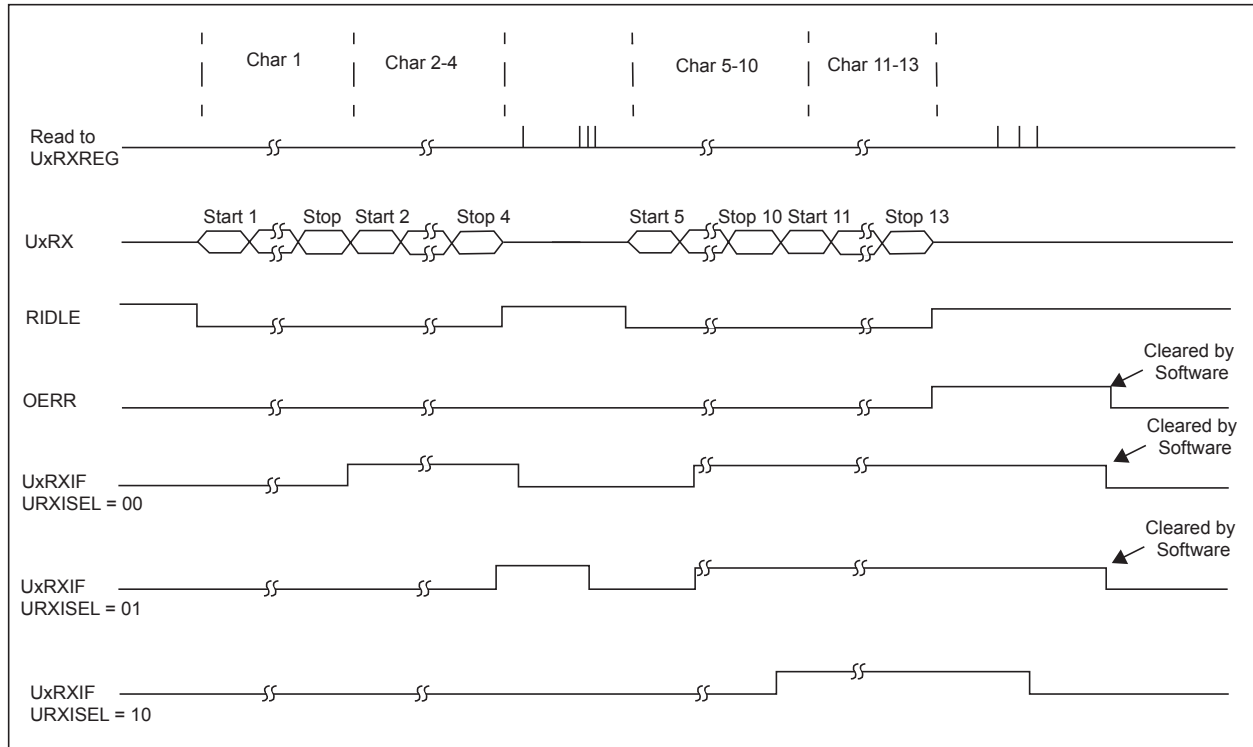 Char 1
Char 2-4
Char 5-10
Char 11-13
Read to
UxRXREG
Start 1
Stop
Start 2
Stop 4
Start 5
Stop 10
Start 11
Stop 13
UxRX
RIDLE
Cleared by
Software
OERR
Cleared by
Software
UxRXIF
URXISEL = 00
Cleared by
Software
UxRXIF
URXISEL = 01
UxRXIF
URXISEL = 10